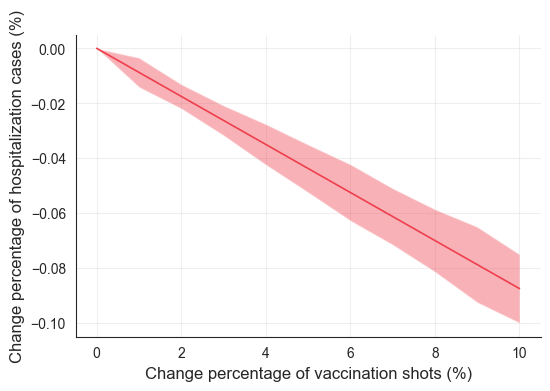 Change percentage of hospitalization cases (%)
0.00
−0.02
−0.04
−0.06
−0.08
−0.10
0 2 4 6 8 10
Change percentage of vaccination shots (%)